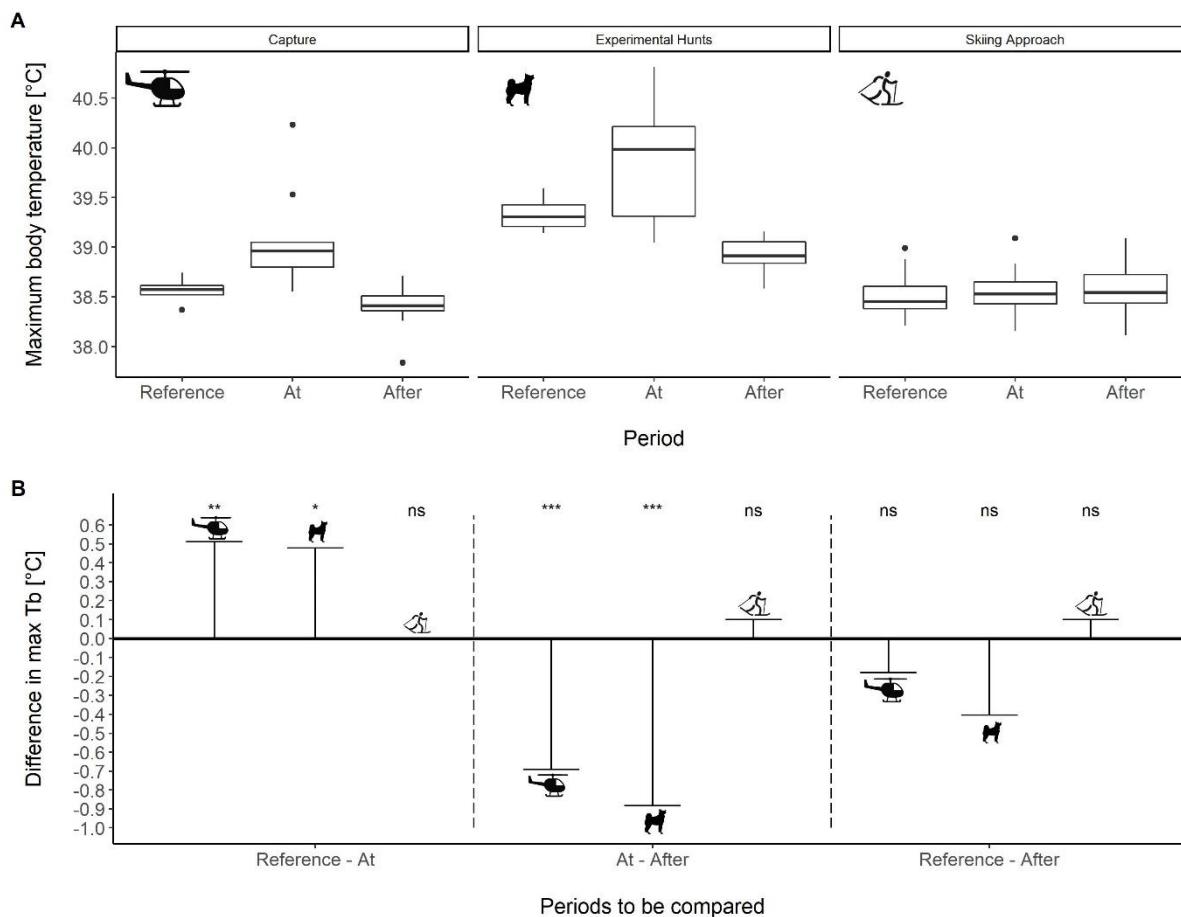 A
Capture
Experimental Hunts
Skiing Approach
Maximum body temperature [°C]
40.5
40.0
39.5
39.0
38.5
38.0
Reference At After Reference At After Reference At After
Period
B
** * ns *** *** ns ns ns ns
Difference in max Tb [°C]
0.6
0.5
0.4
0.3
0.2
0.1
0.0
-0.1
-0.2
-0.3
-0.4
-0.5
-0.6
-0.7
-0.8
-0.9
-1.0
Reference - At At - After Reference - After
Periods to be compared